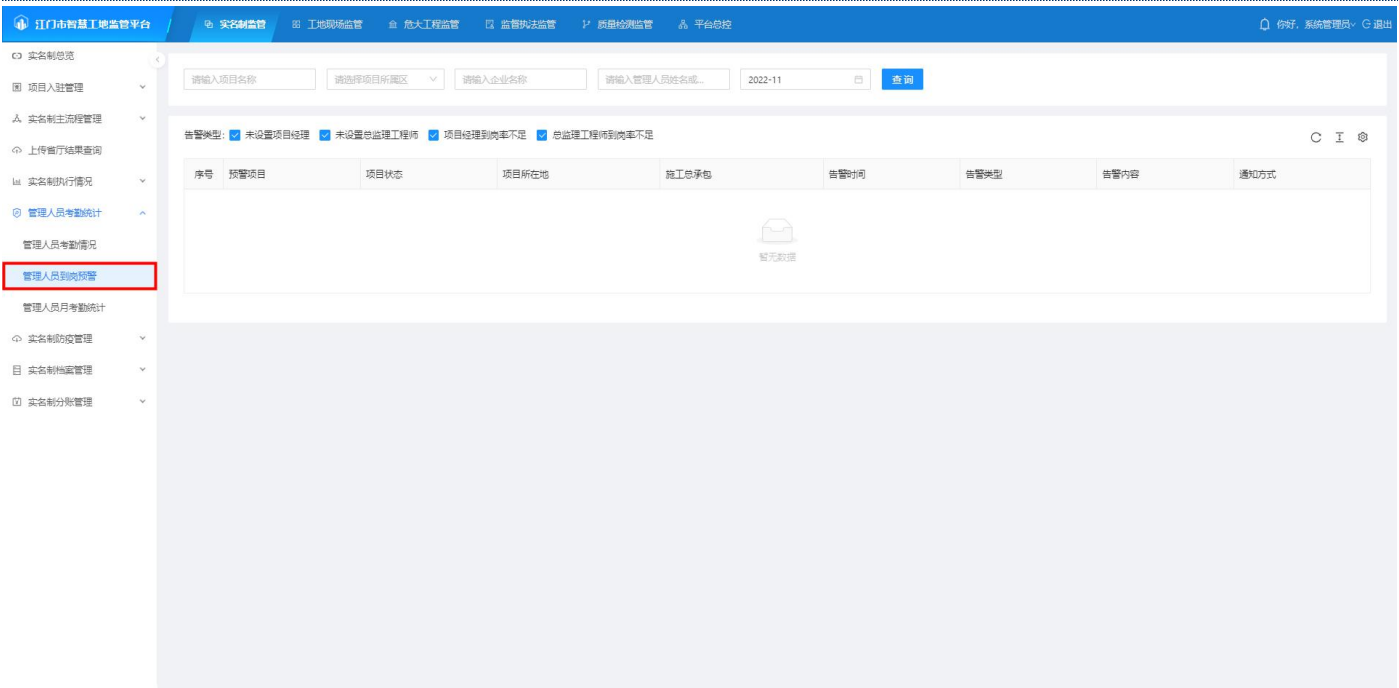 江门市智慧工地监管平台
实名制监管 工地现场监管 危大工程监管 监督执法监管 质量检测监管 平台总控
你好，系统管理员 退出
实名制总览
项目入驻管理
实名制主流程管理
上传省厅结果查询
实名制执行情况
管理人员考勤统计
管理人员考勤情况
管理人员到岗预警
管理人员月考勤统计
实名制防疫管理
实名制档案管理
实名制分账管理
请输入项目名称 请选择项目所属区 请输入企业名称 请输入管理人员姓名或... 2022-11 查询
告警类型: 未设置项目经理 未设置总监理工程师 项目经理到岗率不足 总监理工程师到岗率不足
序号 预警项目 项目状态 项目所在地 施工总承包 告警时间 告警类型 告警内容 通知方式
暂无数据